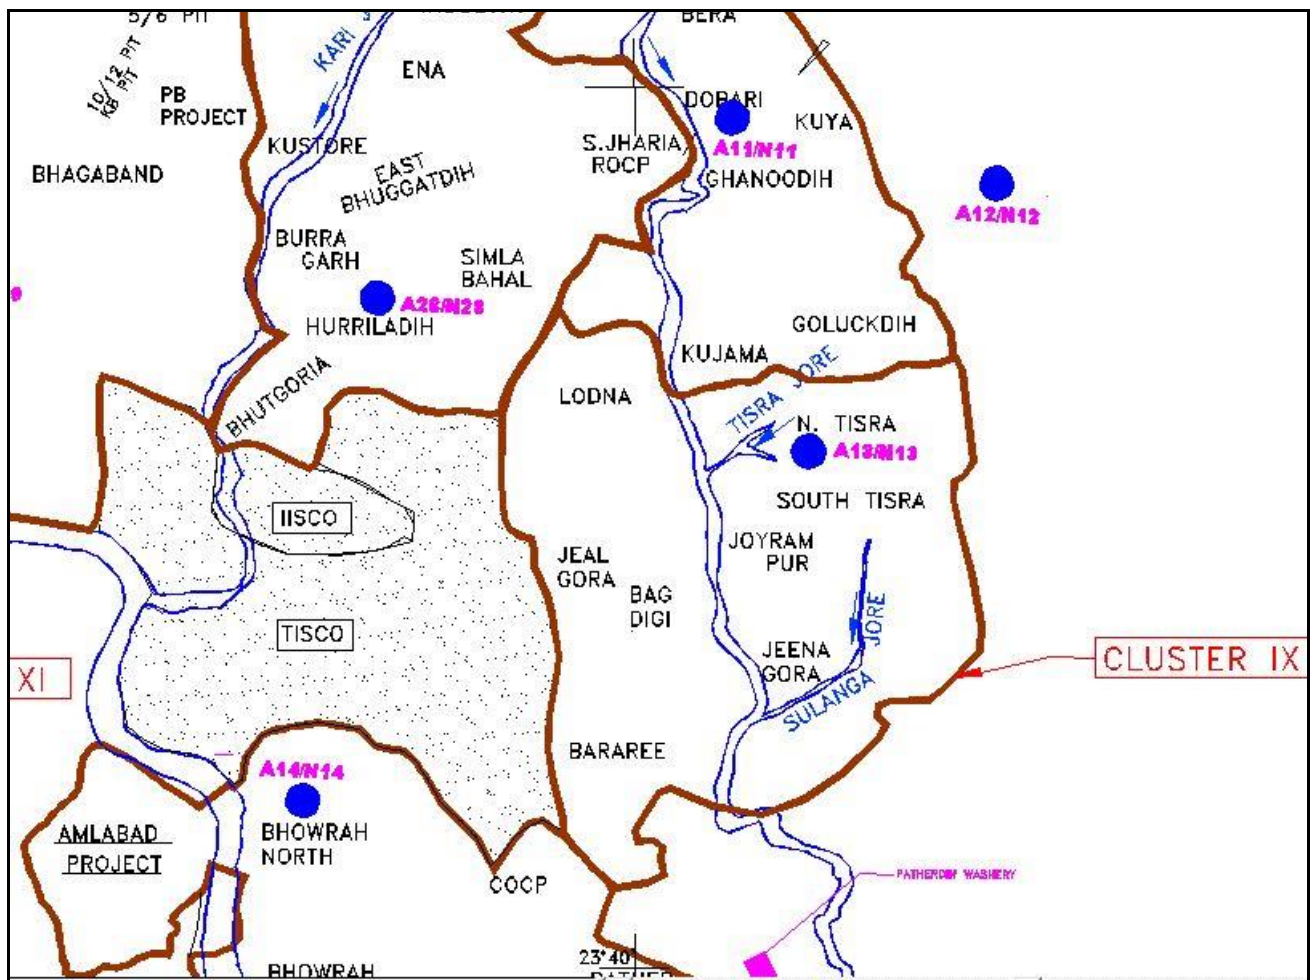 5/6 PIT
10/12 PIT
KB PIT
PB
PROJECT
BHAGABAND
KARI
ENA
KUSTORE
EAST
BHUGGATDIH
BURRA
GARH
SIMLA
BAHAL
A28/N28
HURRILADIH
BHUTGORIA
BERA
DOBARI
A11/N11
KUYA
S.JHARIA
ROCP
GHANOODIH
A12/N12
GOLUCKDIH
KUJAMA
TISRA JORE
LODNA
N. TISRA
A13/N13
SOUTH TISRA
IISCO
JOYRAM
PUR
JEAL
GORA
BAG
DIGI
TISCO
JORE
JEENA
GORA
SULANGA
CLUSTER IX
XI
BARAREE
A14/N14
BHOWRAH
NORTH
AMLABAD
PROJECT
COCP
PATHERDIH WASHERY
23°40'
BHOWRAH